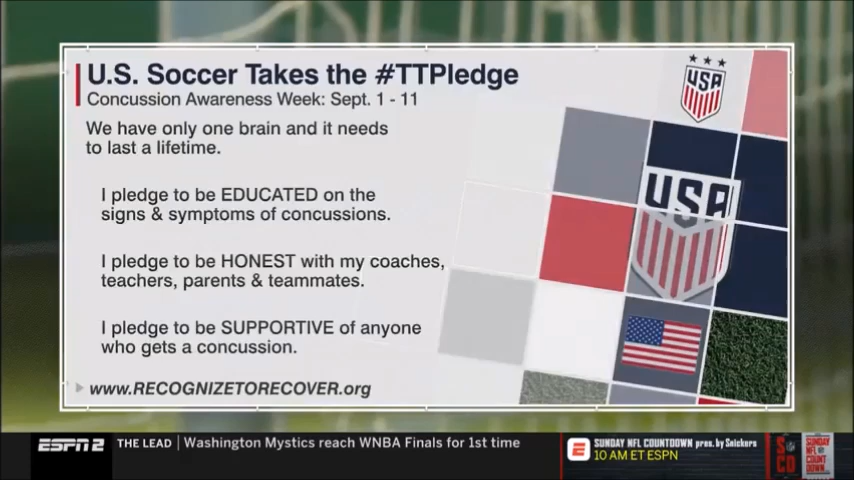 U.S. Soccer Takes the #TTPledge
Concussion Awareness Week: Sept. 1 - 11
We have only one brain and it needs
to last a lifetime.
I pledge to be EDUCATED on the
signs & symptoms of concussions.
I pledge to be HONEST with my coaches,
teachers, parents & teammates.
I pledge to be SUPPORTIVE of anyone
who gets a concussion.
www.RECOGNIZETORECOVER.org
USA
USA
ESPN2
THE LEAD
Washington Mystics reach WNBA Finals for 1st time
E
SUNDAY NFL COUNTDOWN pres. by Snickers
10 AM ET ESPN
SUNDAY
NFL
COUNT
DOWN